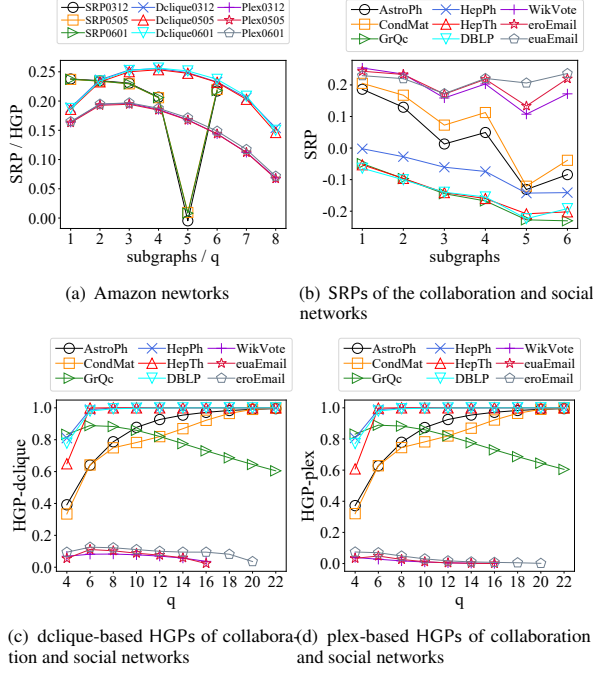 SRP0312 Dclique0312 Plex0312
SRP0505 Dclique0505 Plex0505
SRP0601 Dclique0601 Plex0601
0.25
0.20
0.15
0.10
0.05
0.00
SRP / HGP
1 2 3 4 5 6 7 8
subgraphs / q
(a) Amazon newtorks
AstroPh HepPh WikVote
CondMat HepTh eroEmail
GrQc DBLP euaEmail
0.2
0.1
0.0
-0.1
-0.2
SRP
1 2 3 4 5 6
subgraphs
(b) SRPs of the collaboration and social
networks
AstroPh HepPh WikVote
CondMat HepTh euaEmail
GrQc DBLP eroEmail
1.0
0.8
0.6
0.4
0.2
0.0
HGP-dclique
4 6 8 10 12 14 16 18 20 22
q
(c) dclique-based HGPs of collabora-
tion and social networks
AstroPh HepPh WikVote
CondMat HepTh euaEmail
GrQc DBLP eroEmail
1.0
0.8
0.6
0.4
0.2
0.0
HGP-plex
4 6 8 10 12 14 16 18 20 22
q
(d) plex-based HGPs of collaboration
and social networks